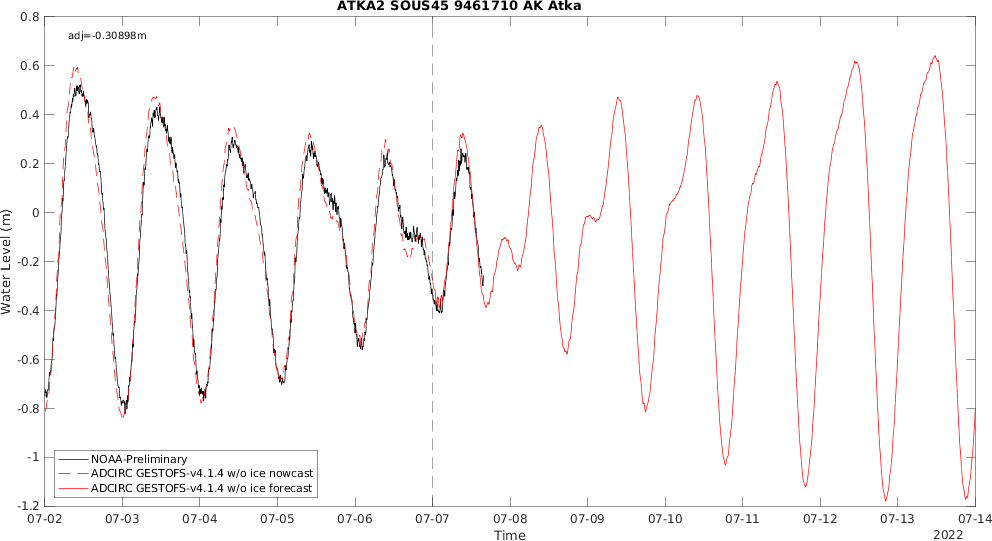 ATKA2 SOUS45 9461710 AK Atka
adj=-0.30898m
0.8
0.6
0.4
0.2
0
-0.2
-0.4
-0.6
-0.8
-1
-1.2
Water Level (m)
NOAA-Preliminary
ADCIRC GESTOFS-v4.1.4 w/o ice nowcast
ADCIRC GESTOFS-v4.1.4 w/o ice forecast
07-02 07-03 07-04 07-05 07-06 07-07 07-08 07-09 07-10 07-11 07-12 07-13 07-14
Time
2022